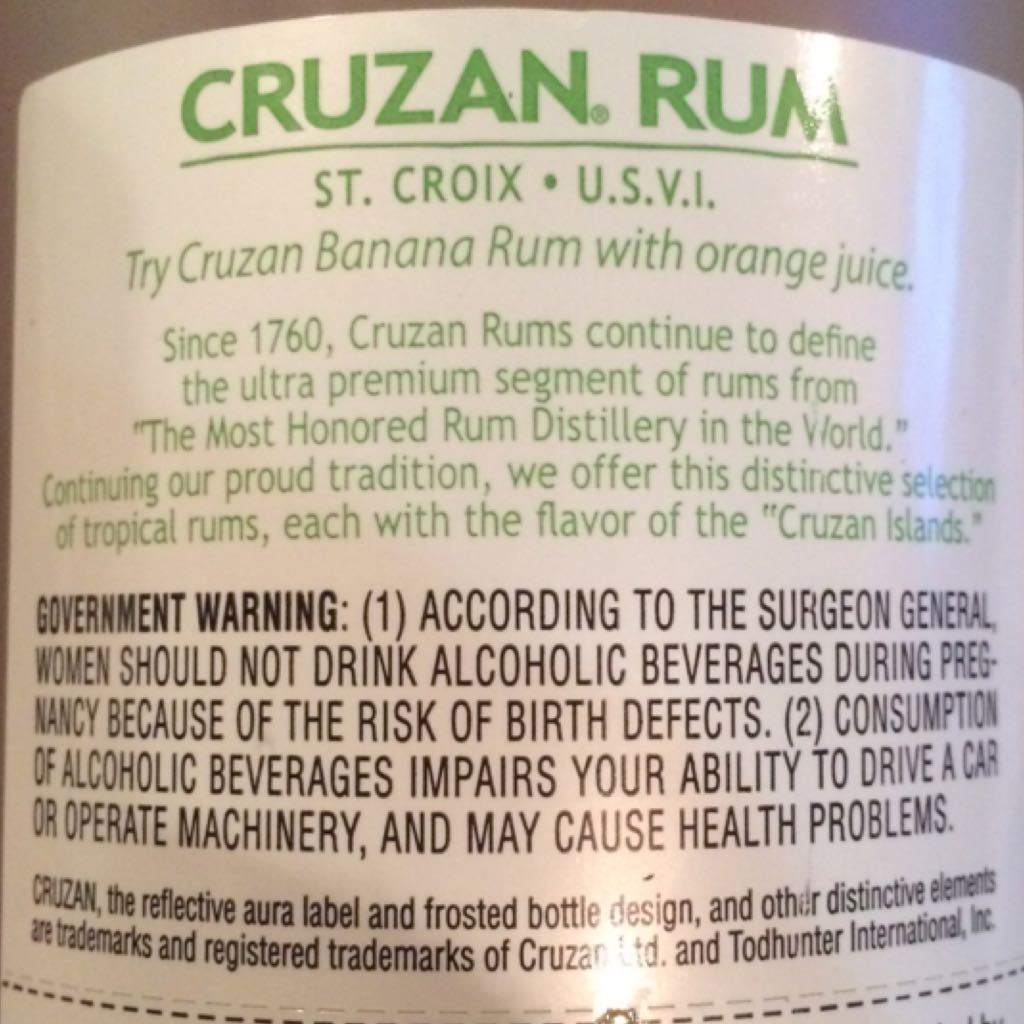 CRUZAN® RUM
ST. CROIX • U.S.V.I.
Try Cruzan Banana Rum with orange juice.
Since 1760, Cruzan Rums continue to define
the ultra premium segment of rums from
"The Most Honored Rum Distillery in the World."
Continuing our proud tradition, we offer this distinctive selection
of tropical rums, each with the flavor of the "Cruzan Islands."
GOVERNMENT WARNING: (1) ACCORDING TO THE SURGEON GENERAL,
WOMEN SHOULD NOT DRINK ALCOHOLIC BEVERAGES DURING PREG-
NANCY BECAUSE OF THE RISK OF BIRTH DEFECTS. (2) CONSUMPTION
OF ALCOHOLIC BEVERAGES IMPAIRS YOUR ABILITY TO DRIVE A CAR
OR OPERATE MACHINERY, AND MAY CAUSE HEALTH PROBLEMS.
CRUZAN, the reflective aura label and frosted bottle design, and other distinctive elements
are trademarks and registered trademarks of Cruzan Ltd. and Todhunter International, Inc.